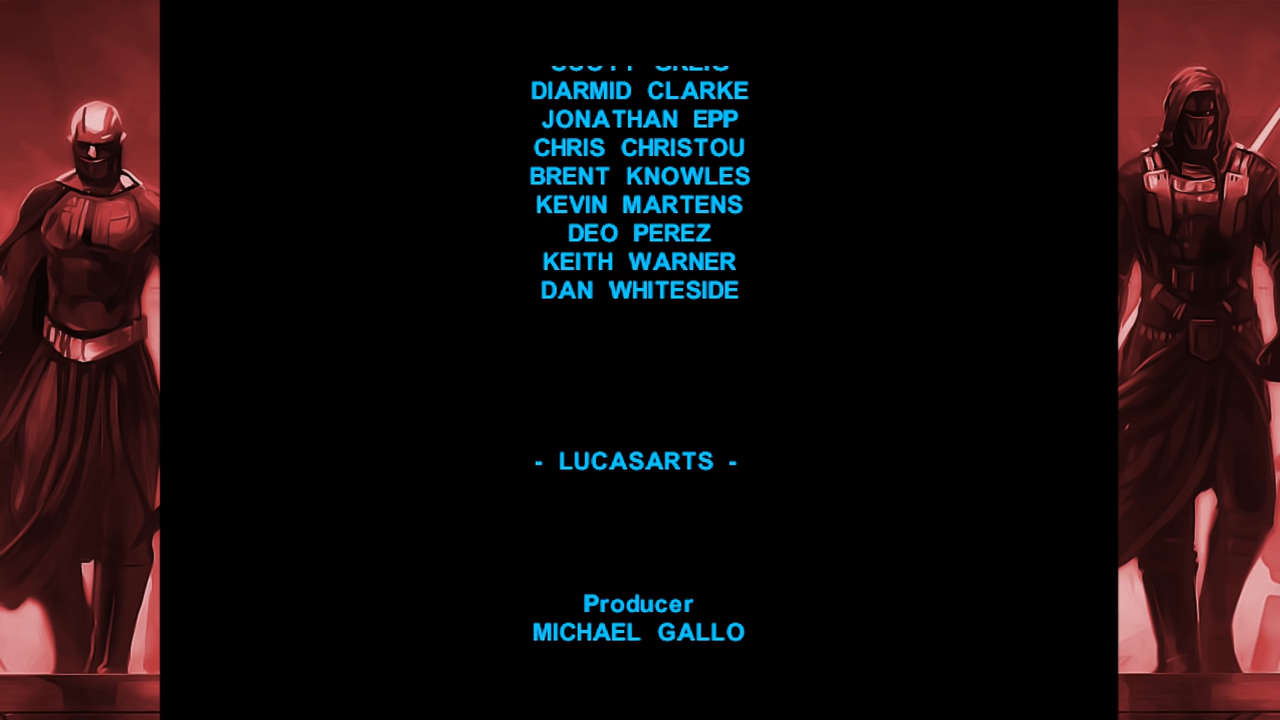 DIARMID CLARKE
JONATHAN EPP
CHRIS CHRISTOU
BRENT KNOWLES
KEVIN MARTENS
DEO PEREZ
KEITH WARNER
DAN WHITESIDE
- LUCASARTS -
Producer
MICHAEL GALLO